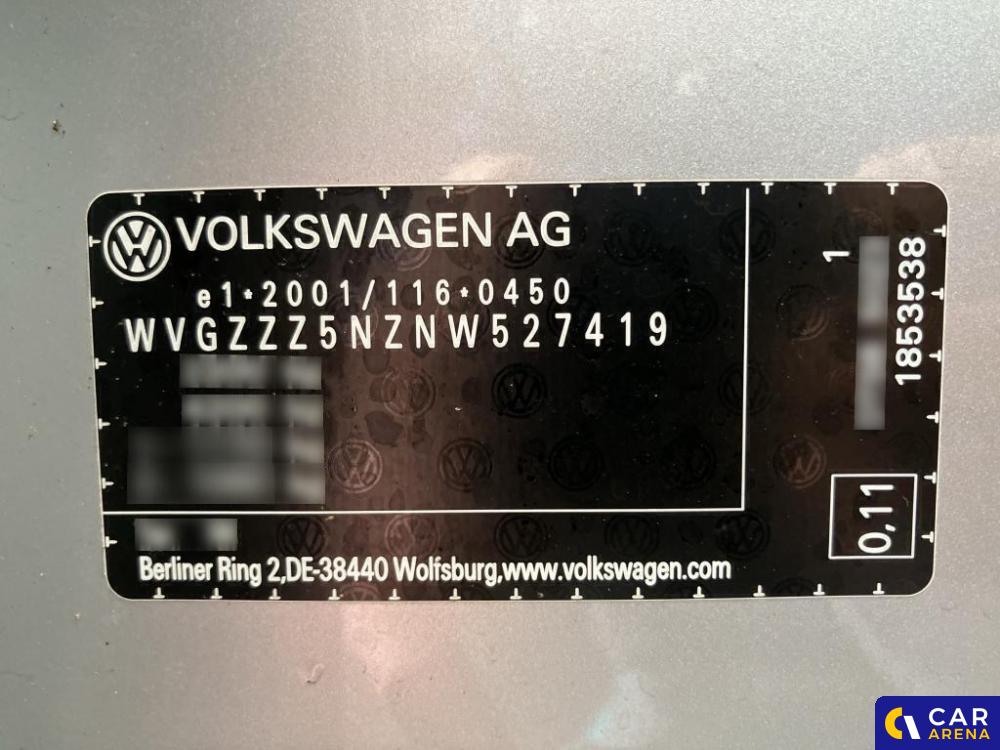 VOLKSWAGEN AG
e1*2001/116*0450
WVGZZZ5NZNW527419
Berliner Ring 2,DE-38440 Wolfsburg,www.volkswagen.com
1
1853538
0,11
CAR
ARENA